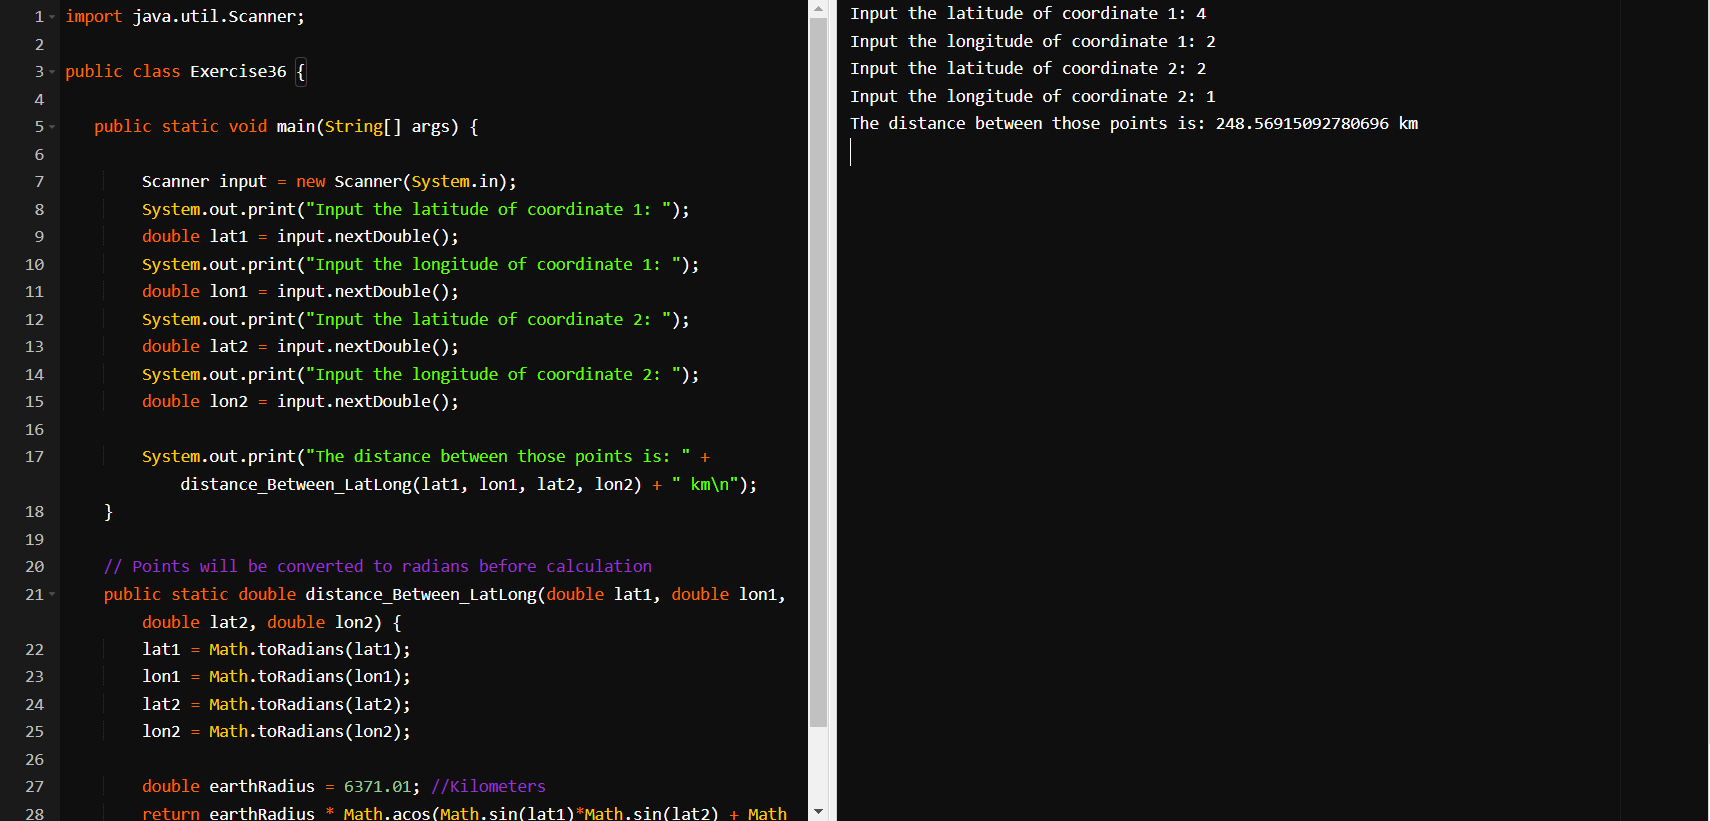 1 import java.util.Scanner;
2
3 public class Exercise36 {
4
5 public static void main(String[] args) {
6
7 Scanner input = new Scanner(System.in);
8 System.out.print("Input the latitude of coordinate 1: ");
9 double lat1 = input.nextDouble();
10 System.out.print("Input the longitude of coordinate 1: ");
11 double lon1 = input.nextDouble();
12 System.out.print("Input the latitude of coordinate 2: ");
13 double lat2 = input.nextDouble();
14 System.out.print("Input the longitude of coordinate 2: ");
15 double lon2 = input.nextDouble();
16
17 System.out.print("The distance between those points is: " +
distance_Between_LatLong(lat1, lon1, lat2, lon2) + " km\n");
18 }
19
20 // Points will be converted to radians before calculation
21 public static double distance_Between_LatLong(double lat1, double lon1,
double lat2, double lon2) {
22 lat1 = Math.toRadians(lat1);
23 lon1 = Math.toRadians(lon1);
24 lat2 = Math.toRadians(lat2);
25 lon2 = Math.toRadians(lon2);
26
27 double earthRadius = 6371.01; //Kilometers
28 return earthRadius * Math.acos(Math.sin(lat1)*Math.sin(lat2) + Math
Input the latitude of coordinate 1: 4
Input the longitude of coordinate 1: 2
Input the latitude of coordinate 2: 2
Input the longitude of coordinate 2: 1
The distance between those points is: 248.56915092780696 km